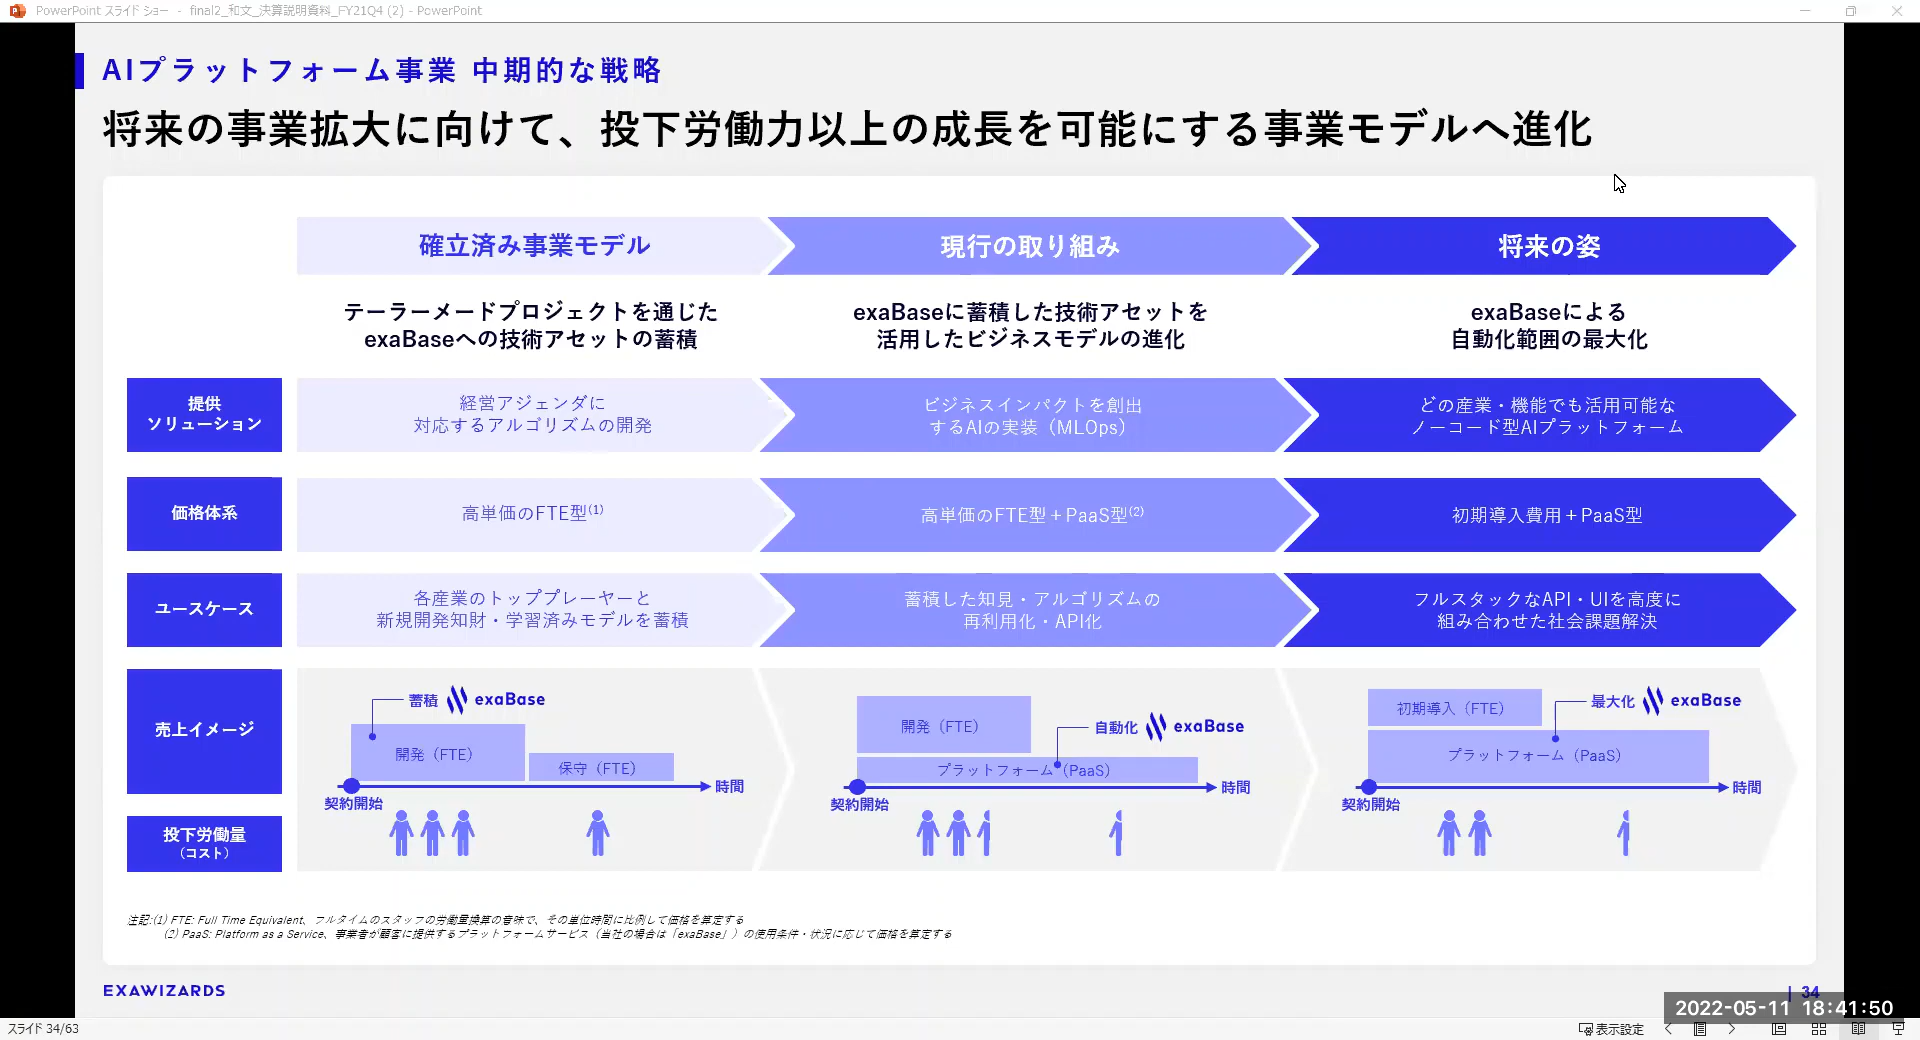 PowerPoint スライド ショー - final2_和文_決算説明資料_FY21Q4 (2) - PowerPoint
AIプラットフォーム事業 中期的な戦略
将来の事業拡大に向けて、投下労働力以上の成長を可能にする事業モデルへ進化
確立済み事業モデル
現行の取り組み
将来の姿
テーラーメードプロジェクトを通じた
exaBaseへの技術アセットの蓄積
exaBaseに蓄積した技術アセットを
活用したビジネスモデルの進化
exaBaseによる
自動化範囲の最大化
提供
ソリューション
経営アジェンダに
対応するアルゴリズムの開発
ビジネスインパクトを創出
するAIの実装（MLOps）
どの産業・機能でも活用可能な
ノーコード型AIプラットフォーム
価格体系
高単価のFTE型(1)
高単価のFTE型＋PaaS型(2)
初期導入費用＋PaaS型
ユースケース
各産業のトッププレーヤーと
新規開発知財・学習済みモデルを蓄積
蓄積した知見・アルゴリズムの
再利用化・API化
フルスタックなAPI・UIを高度に
組み合わせた社会課題解決
売上イメージ
蓄積 exaBase
開発（FTE）
保守（FTE）
時間
契約開始
開発（FTE）
自動化 exaBase
プラットフォーム（PaaS）
時間
契約開始
初期導入（FTE）
最大化 exaBase
プラットフォーム（PaaS）
時間
契約開始
投下労働量
（コスト）
注記:(1) FTE: Full Time Equivalent、フルタイムのスタッフの労働量換算の意味で、その単位時間に比例して価格を算定する
(2) PaaS: Platform as a Service、事業者が顧客に提供するプラットフォームサービス（当社の場合は「exaBase」）の使用条件・状況に応じて価格を算定する
EXAWIZARDS
| 34
2022-05-11 18:41:50
スライド 34/63
表示設定